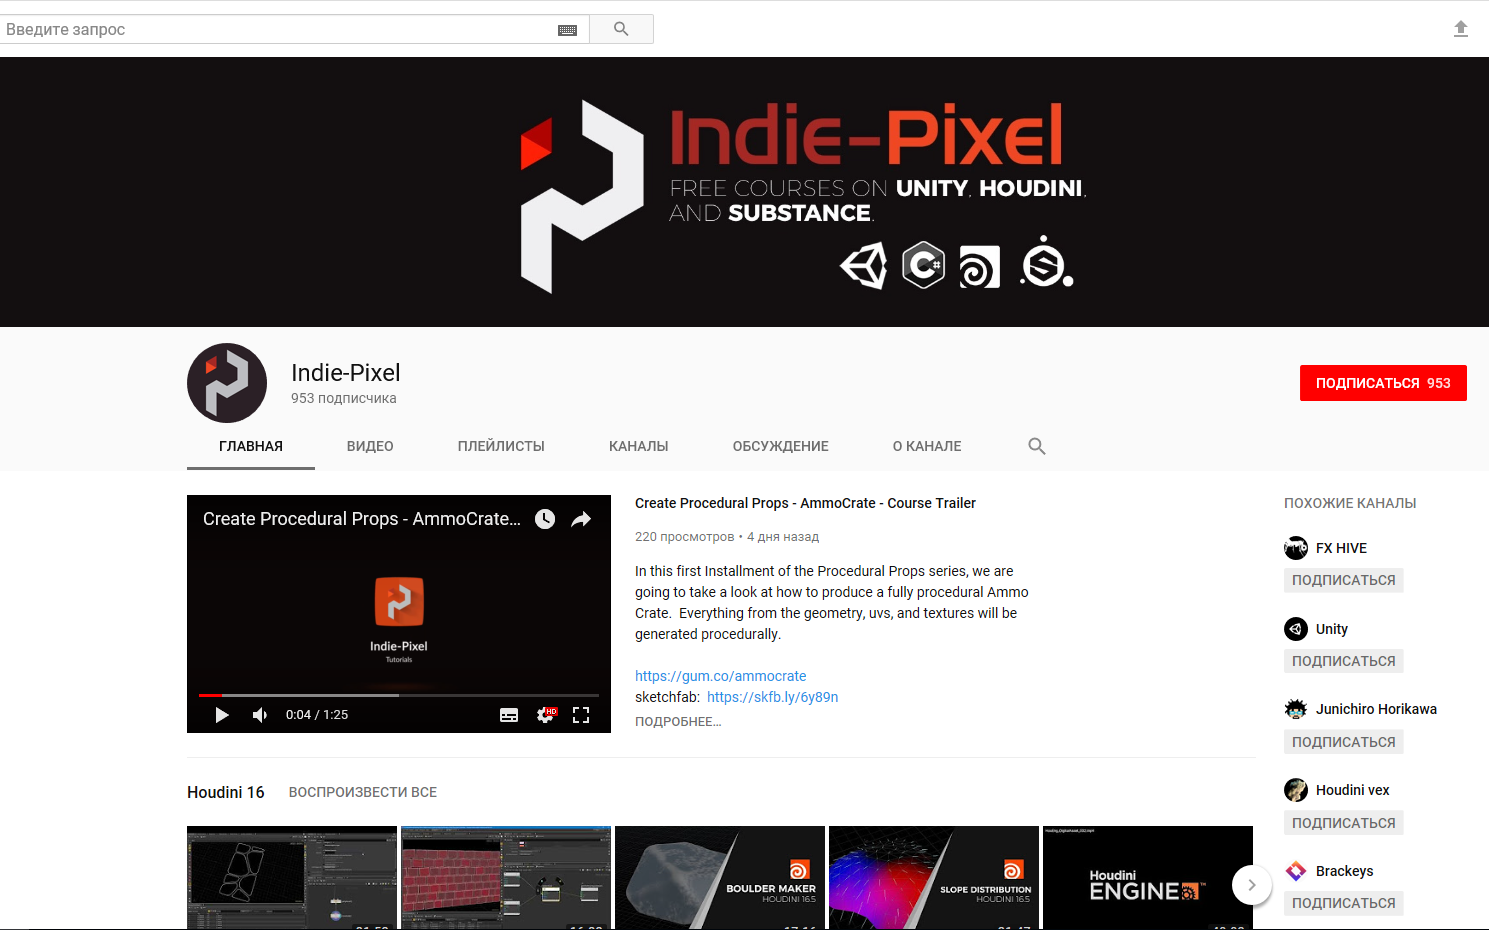 Введите запрос
Indie-Pixel
FREE COURSES ON UNITY, HOUDINI,
AND SUBSTANCE.
C#
Indie-Pixel
953 подписчика
ПОДПИСАТЬСЯ 953
ГЛАВНАЯ
ВИДЕО
ПЛЕЙЛИСТЫ
КАНАЛЫ
ОБСУЖДЕНИЕ
О КАНАЛЕ
Create Procedural Props - AmmoCrate...
Indie-Pixel
Tutorials
0:04 / 1:25
HD
Create Procedural Props - AmmoCrate - Course Trailer
220 просмотров • 4 дня назад
In this first Installment of the Procedural Props series, we are
going to take a look at how to produce a fully procedural Ammo
Crate.  Everything from the geometry, uvs, and textures will be
generated procedurally.
https://gum.co/ammocrate
sketchfab:  https://skfb.ly/6y89n
ПОДРОБНЕЕ...
ПОХОЖИЕ КАНАЛЫ
FX HIVE
ПОДПИСАТЬСЯ
Unity
ПОДПИСАТЬСЯ
Junichiro Horikawa
ПОДПИСАТЬСЯ
Houdini vex
ПОДПИСАТЬСЯ
Brackeys
ПОДПИСАТЬСЯ
Houdini 16
ВОСПРОИЗВЕСТИ ВСЕ
BOULDER MAKER
HOUDINI 16.5
SLOPE DISTRIBUTION
HOUDINI 16.5
Houdini
ENGINE™